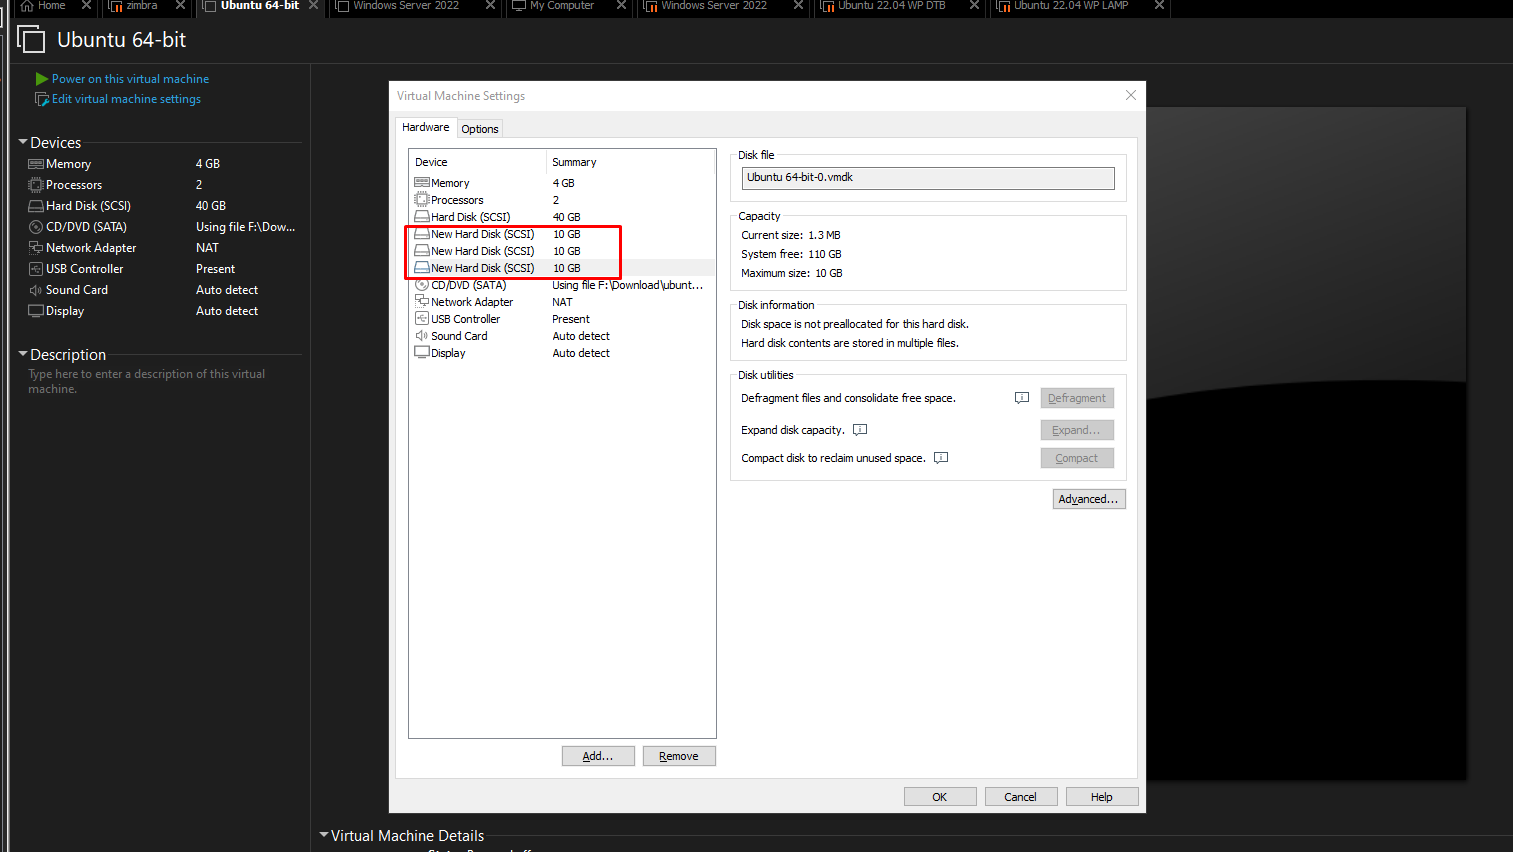 Home
zimbra
Ubuntu 64-bit
Windows Server 2022
My Computer
Windows Server 2022
Ubuntu 22.04 WP DTB
Ubuntu 22.04 WP LAMP
Ubuntu 64-bit
Power on this virtual machine
Edit virtual machine settings
Devices
Memory 4 GB
Processors 2
Hard Disk (SCSI) 40 GB
CD/DVD (SATA) Using file F:\Dow...
Network Adapter NAT
USB Controller Present
Sound Card Auto detect
Display Auto detect
Description
Type here to enter a description of this virtual
machine.
Virtual Machine Settings
Hardware Options
Device Summary
Memory 4 GB
Processors 2
Hard Disk (SCSI) 40 GB
New Hard Disk (SCSI) 10 GB
New Hard Disk (SCSI) 10 GB
New Hard Disk (SCSI) 10 GB
CD/DVD (SATA) Using file F:\Download\ubunt...
Network Adapter NAT
USB Controller Present
Sound Card Auto detect
Display Auto detect
Add... Remove
Disk file
Ubuntu 64-bit-0.vmdk
Capacity
Current size: 1.3 MB
System free: 110 GB
Maximum size: 10 GB
Disk information
Disk space is not preallocated for this hard disk.
Hard disk contents are stored in multiple files.
Disk utilities
Defragment files and consolidate free space. Defragment
Expand disk capacity. Expand...
Compact disk to reclaim unused space. Compact
Advanced...
OK Cancel Help
Virtual Machine Details